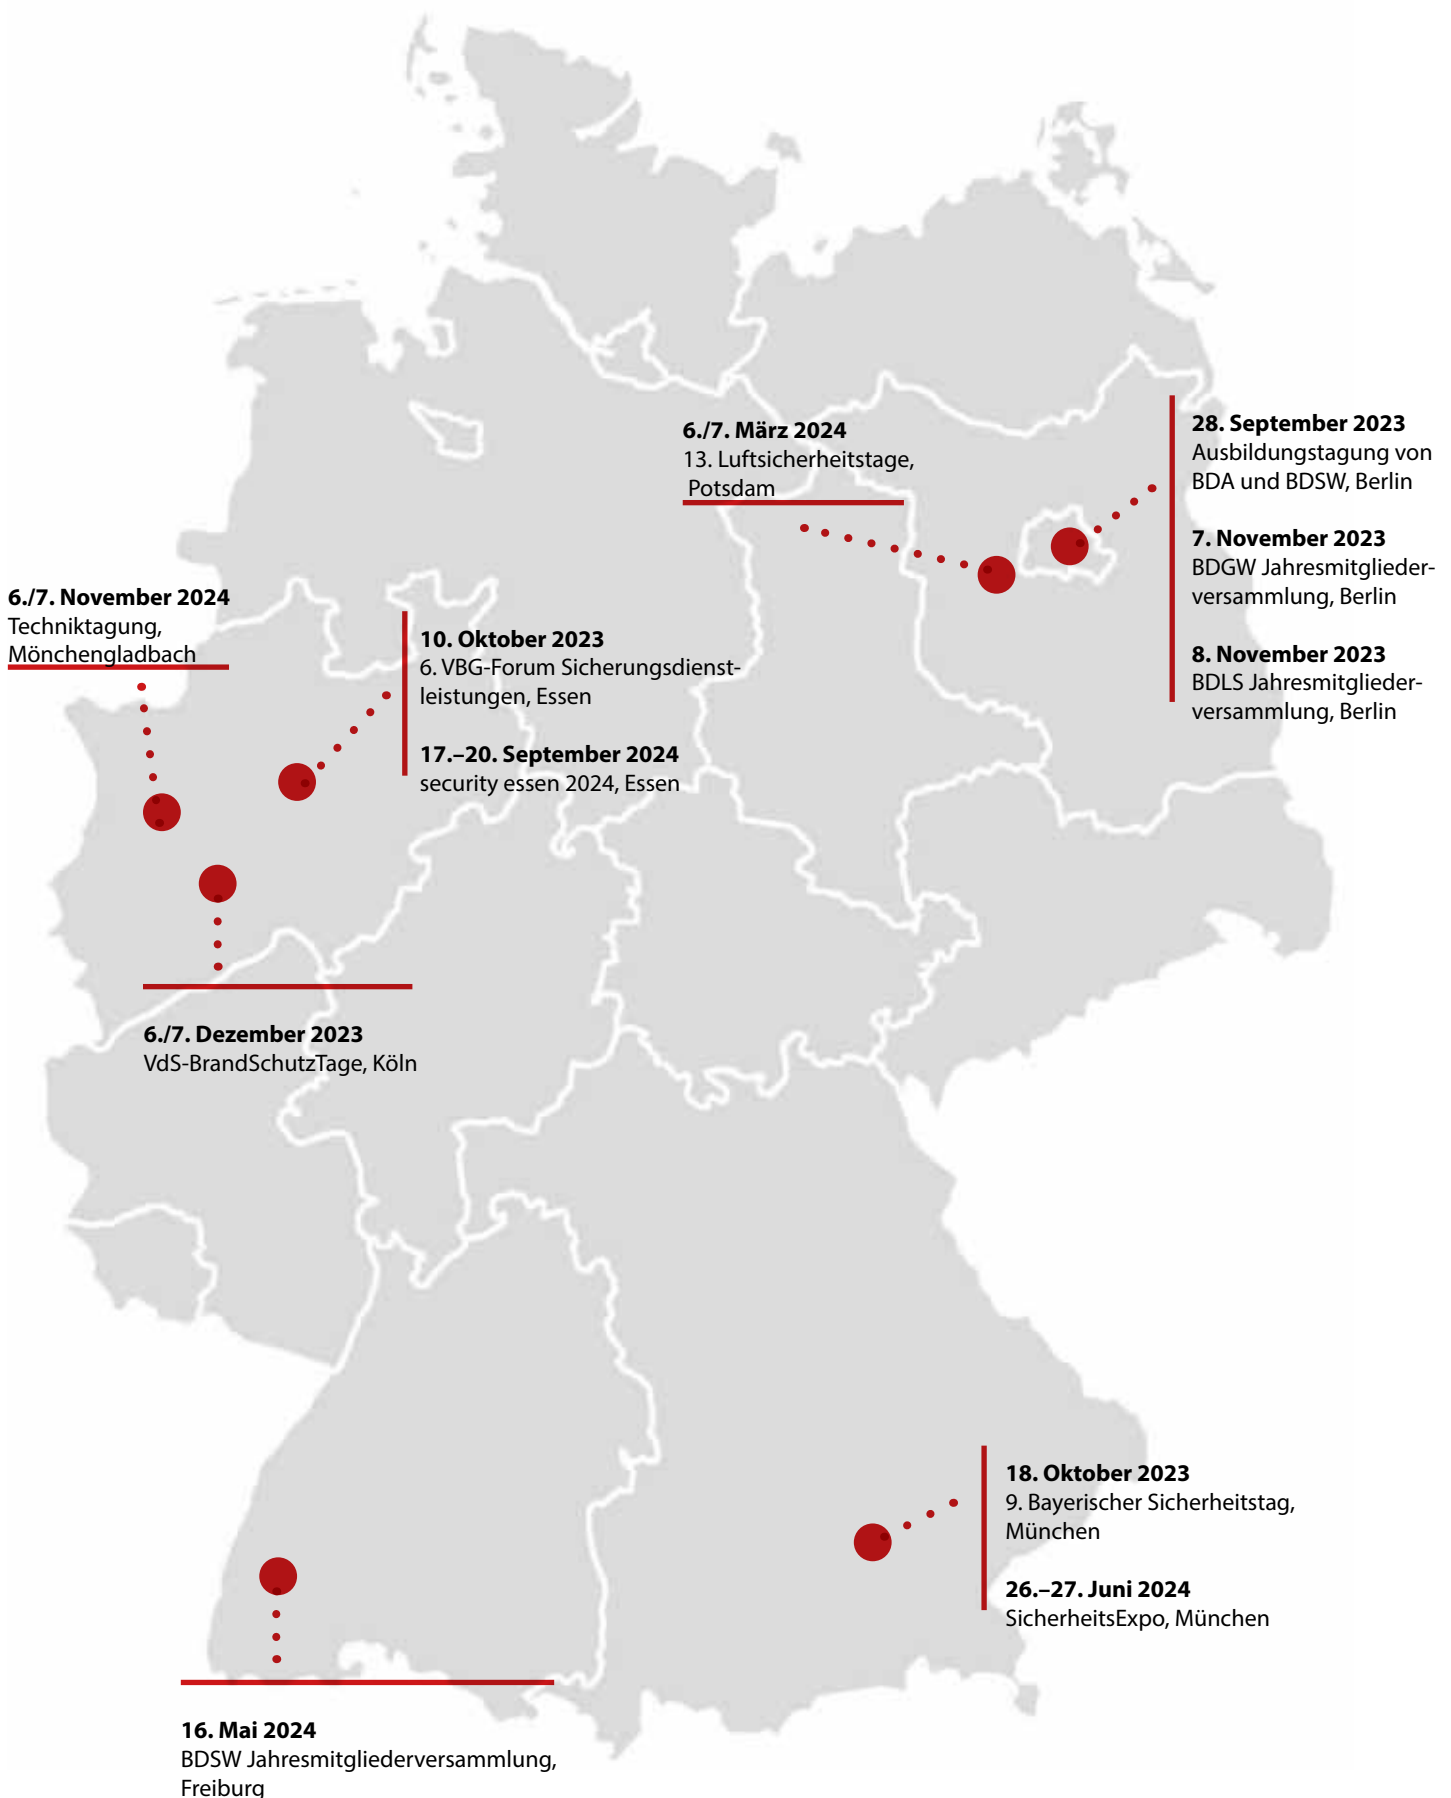 6./7. März 2024
13. Luftsicherheitstage,
Potsdam
28. September 2023
Ausbildungstagung von
BDA und BDSW, Berlin
7. November 2023
BDGW Jahresmitglieder-
versammlung, Berlin
8. November 2023
BDLS Jahresmitglieder-
versammlung, Berlin
6./7. November 2024
Techniktagung,
Mönchengladbach
10. Oktober 2023
6. VBG-Forum Sicherungsdienst-
leistungen, Essen
17.–20. September 2024
security essen 2024, Essen
6./7. Dezember 2023
VdS-BrandSchutzTage, Köln
18. Oktober 2023
9. Bayerischer Sicherheitstag,
München
26.–27. Juni 2024
SicherheitsExpo, München
16. Mai 2024
BDSW Jahresmitgliederversammlung,
Freiburg